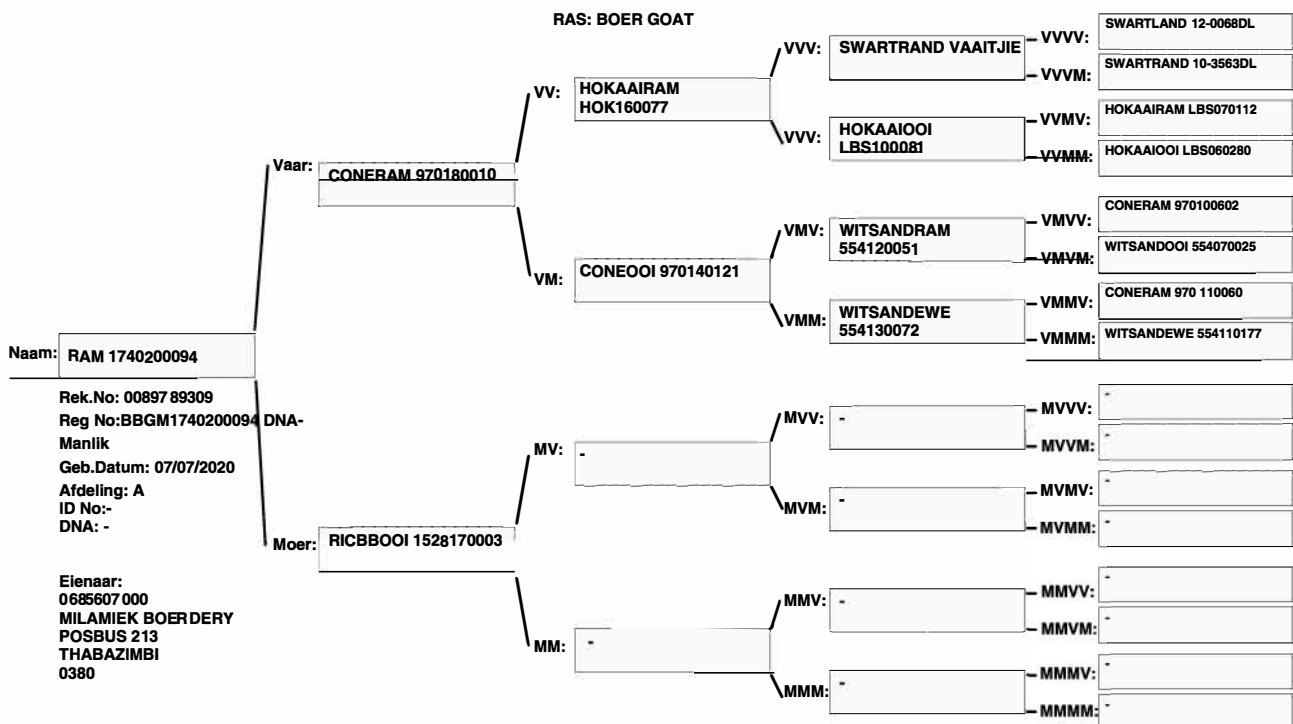 RAS: BOER GOAT
Naam: RAM 1740200094
Rek.No: 0089789309
Reg No:BBGM1740200094 DNA-
Manlik
Geb.Datum: 07/07/2020
Afdeling: A
ID No:-
DNA: -
Eienaar:
0685607000
MILAMIEK BOERDERY
POSBUS 213
THABAZIMBI
0380
Vaar: CONERAM 970180010
Moer: RICBBOOI 1528170003
VV: HOKAAIRAM
HOK160077
VM: CONEOOI 970140121
MV: -
MM: -
VVV: SWARTRAND VAAITJIE
VVV: HOKAAIOOI
LBS100081
VMV: WITSANDRAM
554120051
VMM: WITSANDEWE
554130072
MVV: -
MVM: -
MMV: -
MMM: -
VVVV: SWARTLAND 12-0068DL
VVVM: SWARTRAND 10-3563DL
VVMV: HOKAAIRAM LBS070112
VVMM: HOKAAIOOI LBS060280
VMVV: CONERAM 970100602
VMVM: WITSANDOOI 554070025
VMMV: CONERAM 970 110060
VMMM: WITSANDEWE 554110177
MVVV: -
MVVM: -
MVMV: -
MVMM: -
MMVV: -
MMVM: -
MMMV: -
MMMM: -